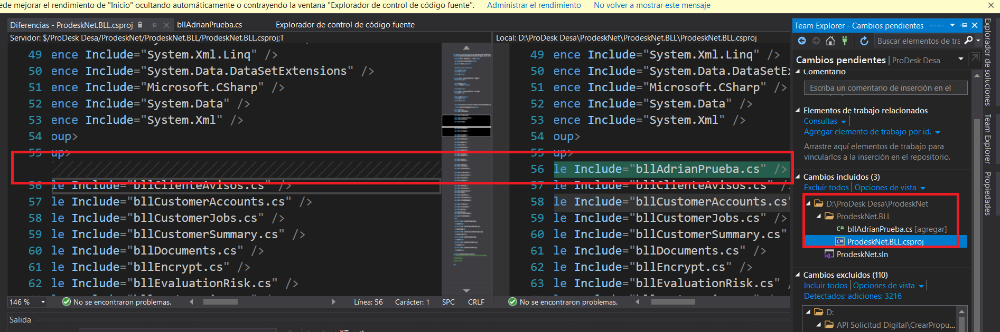 ede mejorar el rendimiento de "Inicio" ocultando automáticamente o contrayendo la ventana "Explorador de control de código fuente". Administrar el rendimiento No volver a mostrar este mensaje
Diferencias - ProdeskNet.BLL.csproj bllAdrianPrueba.cs Explorador de control de código fuente
Servidor: $/ProDesk Desa/ProdeskNet/ProdeskNet.BLL/ProdeskNet.BLL.csproj;T
49 ence Include="System.Xml.Linq" />
50 ence Include="System.Data.DataSetExtensions" />
51 ence Include="Microsoft.CSharp" />
52 ence Include="System.Data" />
53 ence Include="System.Xml" />
54 oup>
55 up>
56 le Include="bllClienteAvisos.cs" />
57 le Include="bllCustomerAccounts.cs" />
58 le Include="bllCustomerJobs.cs" />
59 le Include="bllCustomerSummary.cs" />
60 le Include="bllDocuments.cs" />
61 le Include="bllEncrypt.cs" />
62 le Include="bllEvaluationRisk.cs" />
146 % No se encontraron problemas. Línea: 56 Carácter: 1 SPC CRLF
Local: D:\ProDesk Desa\ProdeskNet\ProdeskNet.BLL\ProdeskNet.BLL.csproj
49 ence Include="System.Xml.Linq" />
50 ence Include="System.Data.DataSetEx
51 ence Include="Microsoft.CSharp" />
52 ence Include="System.Data" />
53 ence Include="System.Xml" />
54 oup>
55 up>
56 le Include="bllAdrianPrueba.cs" />
57 le Include="bllClienteAvisos.cs" /
58 le Include="bllCustomerAccounts.cs"
59 le Include="bllCustomerJobs.cs" />
60 le Include="bllCustomerSummary.cs"
61 le Include="bllDocuments.cs" />
62 le Include="bllEncrypt.cs" />
63 le Include="bllEvaluationRisk.cs" /
No se encontraron problemas.
Salida
Team Explorer - Cambios pendientes
Buscar elementos de tra
Cambios pendientes | ProDesk Desa
Comentario
Escriba un comentario de inserción en el
Elementos de trabajo relacionados
Consultas
Agregar elemento de trabajo por id.
Arrastre aquí elementos de trabajo para
vincularlos a la inserción en el repositorio.
Cambios incluidos (3)
Excluir todos | Opciones de vista
D:\ProDesk Desa\ProdeskNet
ProdeskNet.BLL
C# bllAdrianPrueba.cs [agregar]
C# ProdeskNet.BLL.csproj
ProdeskNet.sln
Cambios excluidos (110)
Incluir todos | Opciones de vista
Detectados: adiciones: 3216
D:
API Solicitud Digital\CrearPropu...
Explorador de soluciones
Team Explorer
Propiedades